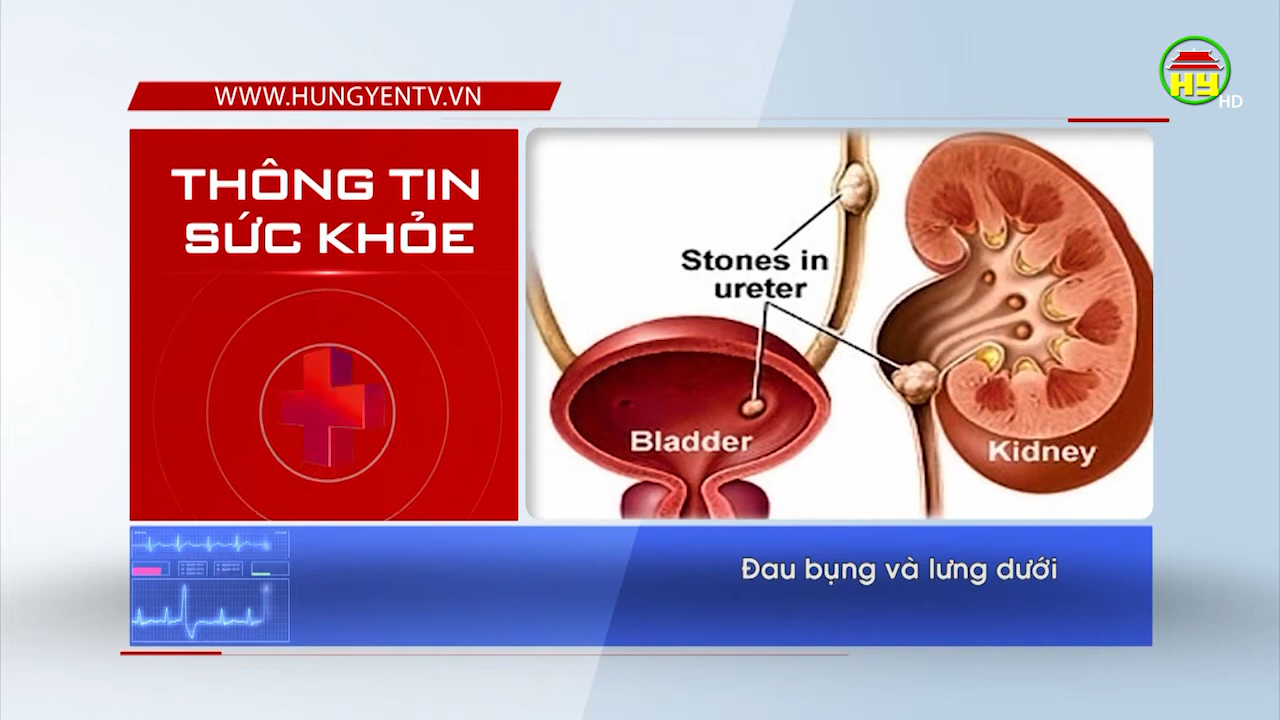 WWW.HUNGYENTV.VN
HY
HD
THÔNG TIN
SỨC KHỎE
Stones in
ureter
Bladder
Kidney
Đau bụng và lưng dưới